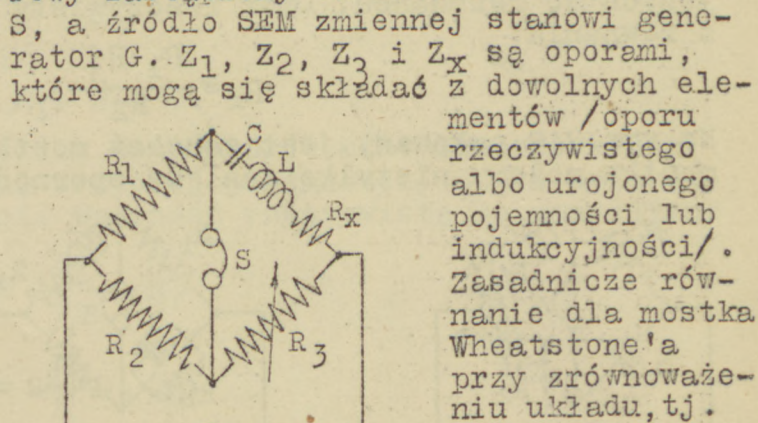 S, a źródło SEM zmiennej stanowi gene-
rator G. Z1, Z2, Z3 i Zx są oporami,
które mogą się składać z dowolnych ele-
mentów /oporu
rzeczywistego
albo urojonego
pojemności lub
indukcyjności/.
Zasadnicze rów-
nanie dla mostka
Wheatstone'a
przy zrównoważe-
niu układu, tj.
R1
C
L
Rx
S
R2
R3